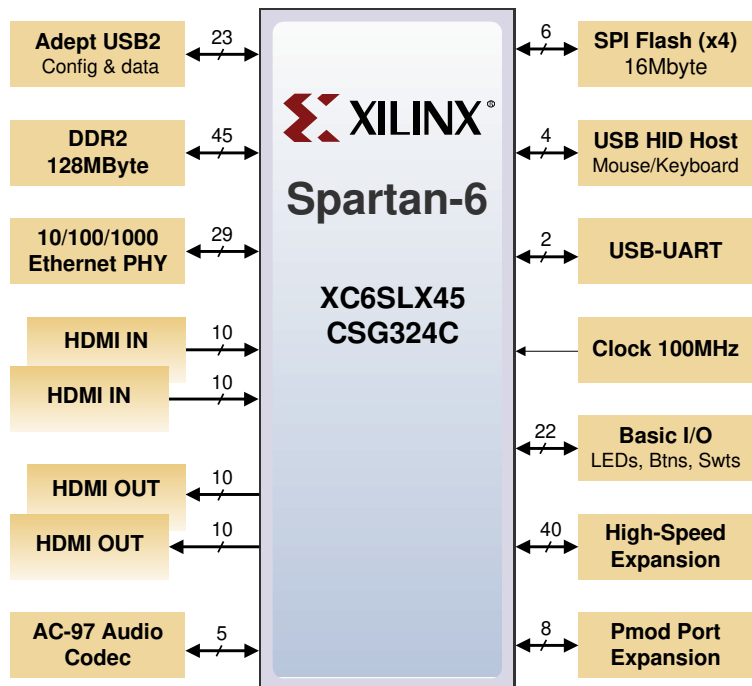 Adept USB2
Config & data
23
DDR2
128MByte
45
10/100/1000
Ethernet PHY
29
HDMI IN
10
HDMI IN
10
HDMI OUT
10
HDMI OUT
10
AC-97 Audio
Codec
5
XILINX®
Spartan-6
XC6SLX45
CSG324C
6
SPI Flash (x4)
16Mbyte
4
USB HID Host
Mouse/Keyboard
2
USB-UART
Clock 100MHz
22
Basic I/O
LEDs, Btns, Swts
40
High-Speed
Expansion
8
Pmod Port
Expansion